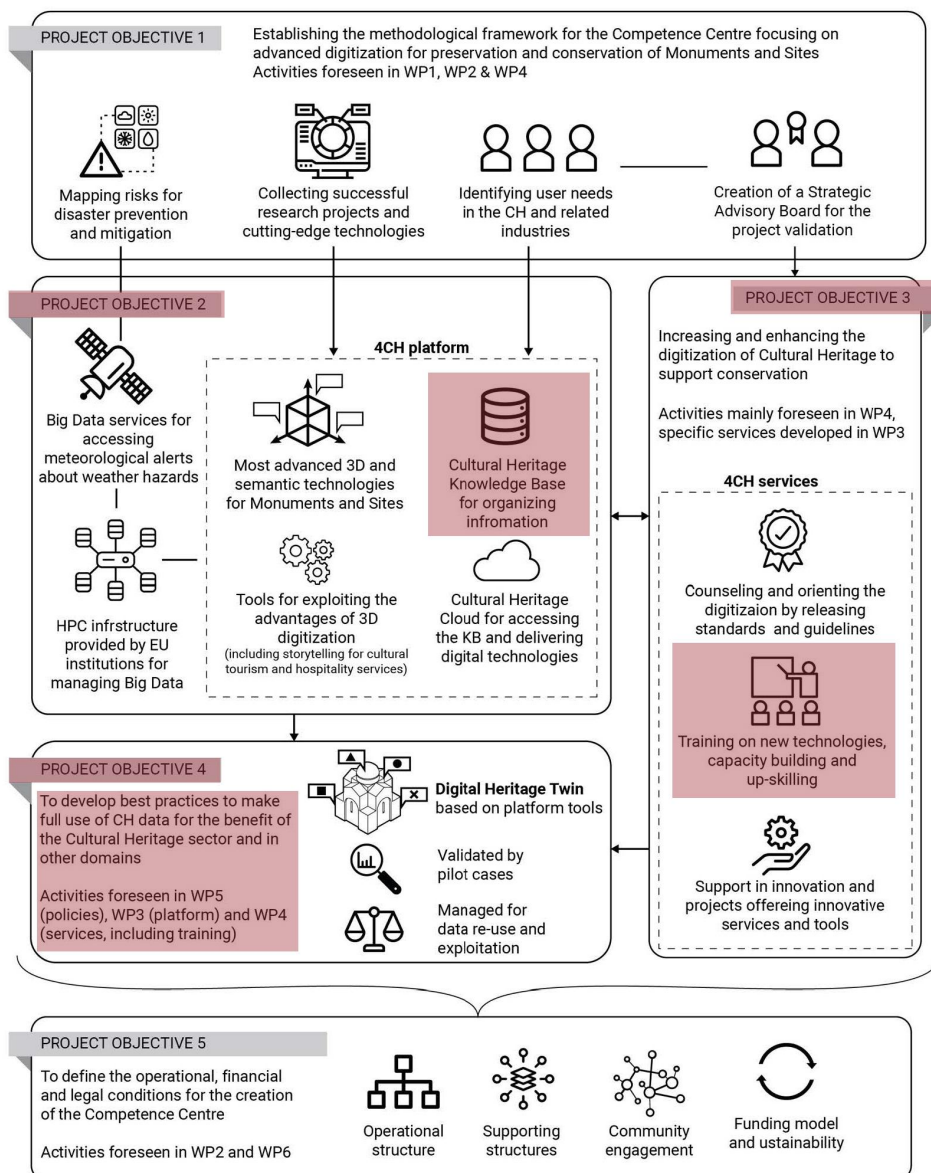 PROJECT OBJECTIVE 1
Establishing the methodological framework for the Competence Centre focusing on
advanced digitization for preservation and conservation of Monuments and Sites
Activities foreseen in WP1, WP2 & WP4
Mapping risks for
disaster prevention
and mitigation
Collecting successful
research projects and
cutting-edge technologies
Identifying user needs
in the CH and related
industries
Creation of a Strategic
Advisory Board for the
project validation
PROJECT OBJECTIVE 2
Big Data services for
accessing
meteorological alerts
about weather hazards
HPC infrstructure
provided by EU
institutions for
managing Big Data
4CH platform
Most advanced 3D and
semantic technologies
for Monuments and Sites
Cultural Heritage
Knowledge Base
for organizing
infromation
Tools for exploiting the
advantages of 3D
digitization
(including storytelling for cultural
tourism and hospitality services)
Cultural Heritage
Cloud for accessing
the KB and delivering
digital technologies
PROJECT OBJECTIVE 3
Increasing and enhancing the
digitization of Cultural Heritage to
support conservation
Activities mainly foreseen in WP4,
specific services developed in WP3
4CH services
Counseling and orienting the
digitizaion by releasing
standards and guidelines
Training on new technologies,
capacity building and
up-skilling
Support in innovation and
projects offereing innovative
services and tools
PROJECT OBJECTIVE 4
To develop best practices to make
full use of CH data for the benefit of
the Cultural Heritage sector and in
other domains
Activities foreseen in WP5
(policies), WP3 (platform) and WP4
(services, including training)
Digital Heritage Twin
based on platform tools
Validated by
pilot cases
Managed for
data re-use and
exploitation
PROJECT OBJECTIVE 5
To define the operational, financial
and legal conditions for the creation
of the Competence Centre
Activities foreseen in WP2 and WP6
Operational
structure
Supporting
structures
Community
engagement
Funding model
and ustainability